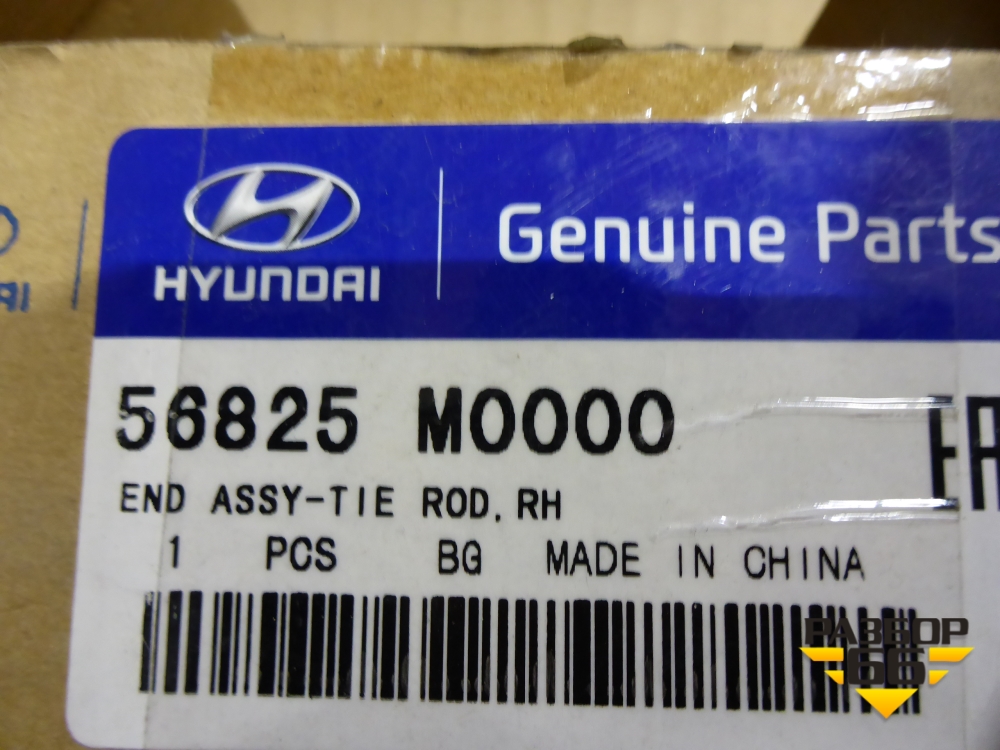 HYUNDAI
Genuine Parts
56825 M0000
END ASSY-TIE ROD, RH
1 PCS BG MADE IN CHINA
РАЗБОР
66